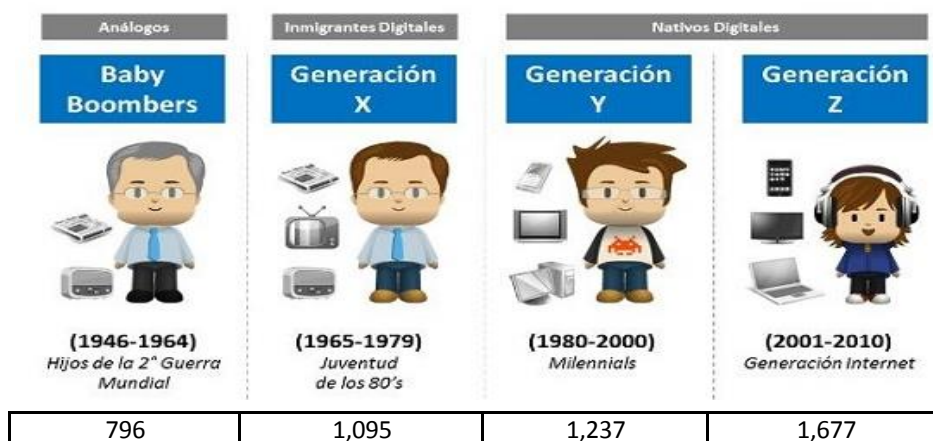 Análogos
Inmigrantes Digitales
Nativos Digitales
Baby
Boombers
Generación
X
Generación
Y
Generación
Z
(1946-1964)
Hijos de la 2° Guerra
Mundial
(1965-1979)
Juventud
de los 80's
(1980-2000)
Milennials
(2001-2010)
Generación Internet
796
1,095
1,237
1,677